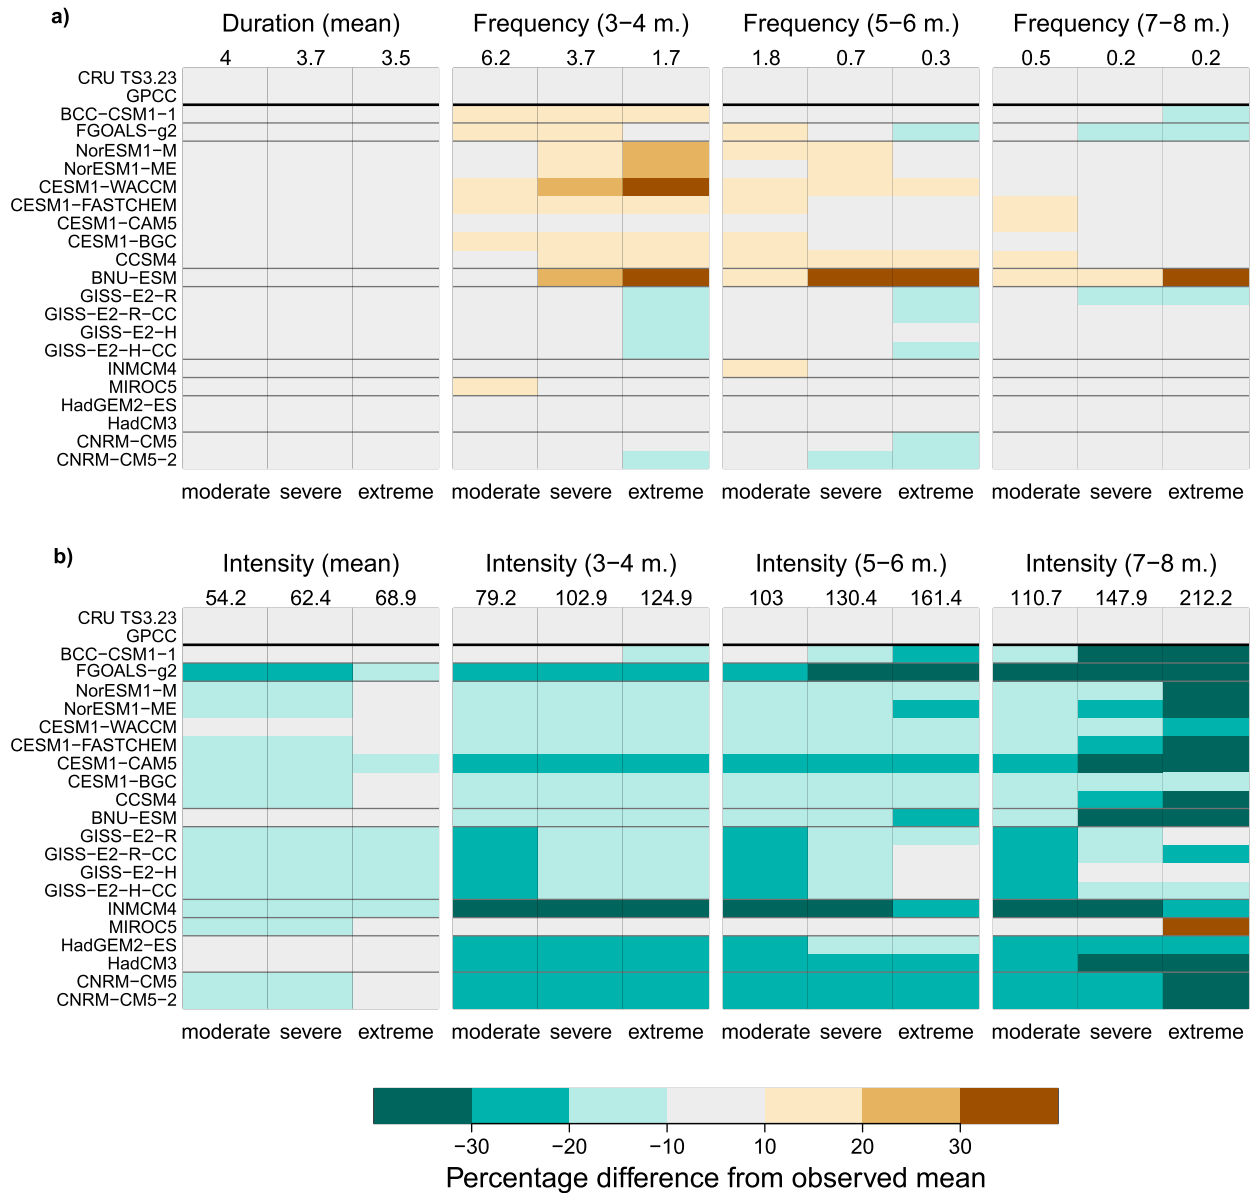 a)
Duration (mean) Frequency (3−4 m.) Frequency (5−6 m.) Frequency (7−8 m.)
4 3.7 3.5 6.2 3.7 1.7 1.8 0.7 0.3 0.5 0.2 0.2
CRU TS3.23
GPCC
BCC−CSM1−1
FGOALS−g2
NorESM1−M
NorESM1−ME
CESM1−WACCM
CESM1−FASTCHEM
CESM1−CAM5
CESM1−BGC
CCSM4
BNU−ESM
GISS−E2−R
GISS−E2−R−CC
GISS−E2−H
GISS−E2−H−CC
INMCM4
MIROC5
HadGEM2−ES
HadCM3
CNRM−CM5
CNRM−CM5−2
moderate severe extreme moderate severe extreme moderate severe extreme moderate severe extreme
b)
Intensity (mean) Intensity (3−4 m.) Intensity (5−6 m.) Intensity (7−8 m.)
54.2 62.4 68.9 79.2 102.9 124.9 103 130.4 161.4 110.7 147.9 212.2
CRU TS3.23
GPCC
BCC−CSM1−1
FGOALS−g2
NorESM1−M
NorESM1−ME
CESM1−WACCM
CESM1−FASTCHEM
CESM1−CAM5
CESM1−BGC
CCSM4
BNU−ESM
GISS−E2−R
GISS−E2−R−CC
GISS−E2−H
GISS−E2−H−CC
INMCM4
MIROC5
HadGEM2−ES
HadCM3
CNRM−CM5
CNRM−CM5−2
moderate severe extreme moderate severe extreme moderate severe extreme moderate severe extreme
−30 −20 −10 10 20 30
Percentage difference from observed mean